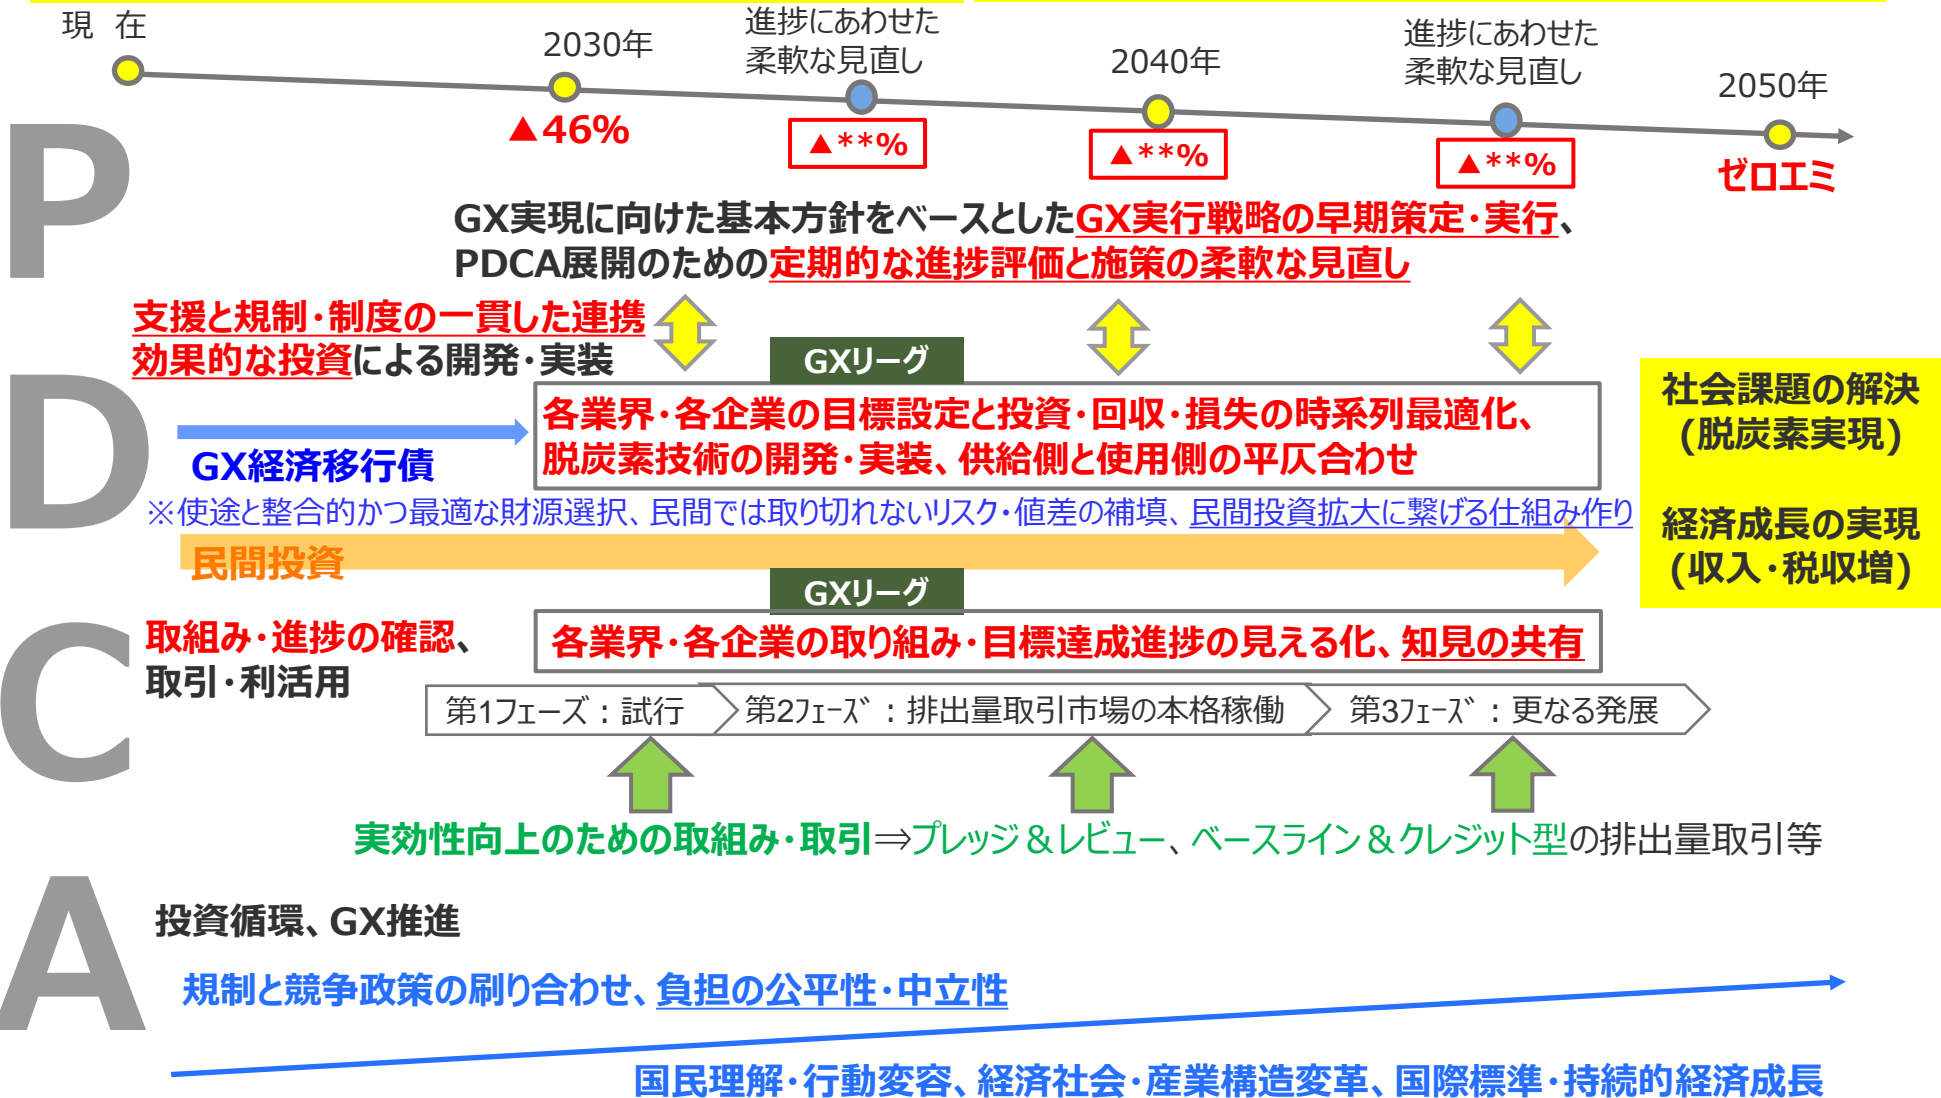 現 在
2030年
進捗にあわせた
柔軟な見直し
2040年
進捗にあわせた
柔軟な見直し
2050年
▲46%
▲**%
▲**%
▲**%
ゼロエミ
P
GX実現に向けた基本方針をベースとしたGX実行戦略の早期策定・実行、
PDCA展開のための定期的な進捗評価と施策の柔軟な見直し
支援と規制・制度の一貫した連携
効果的な投資による開発・実装
D
GXリーグ
各業界・各企業の目標設定と投資・回収・損失の時系列最適化、
脱炭素技術の開発・実装、供給側と使用側の平仄合わせ
GX経済移行債
※使途と整合的かつ最適な財源選択、民間では取り切れないリスク・値差の補填、民間投資拡大に繋げる仕組み作り
民間投資
社会課題の解決
(脱炭素実現)
経済成長の実現
(収入・税収増)
C
GXリーグ
取組み・進捗の確認、
取引・利活用
各業界・各企業の取り組み・目標達成進捗の見える化、知見の共有
第1フェーズ：試行
第2ﾌｪｰｽﾞ：排出量取引市場の本格稼働
第3ﾌｪｰｽﾞ：更なる発展
実効性向上のための取組み・取引⇒プレッジ＆レビュー、ベースライン＆クレジット型の排出量取引等
A
投資循環、GX推進
規制と競争政策の刷り合わせ、負担の公平性・中立性
国民理解・行動変容、経済社会・産業構造変革、国際標準・持続的経済成長